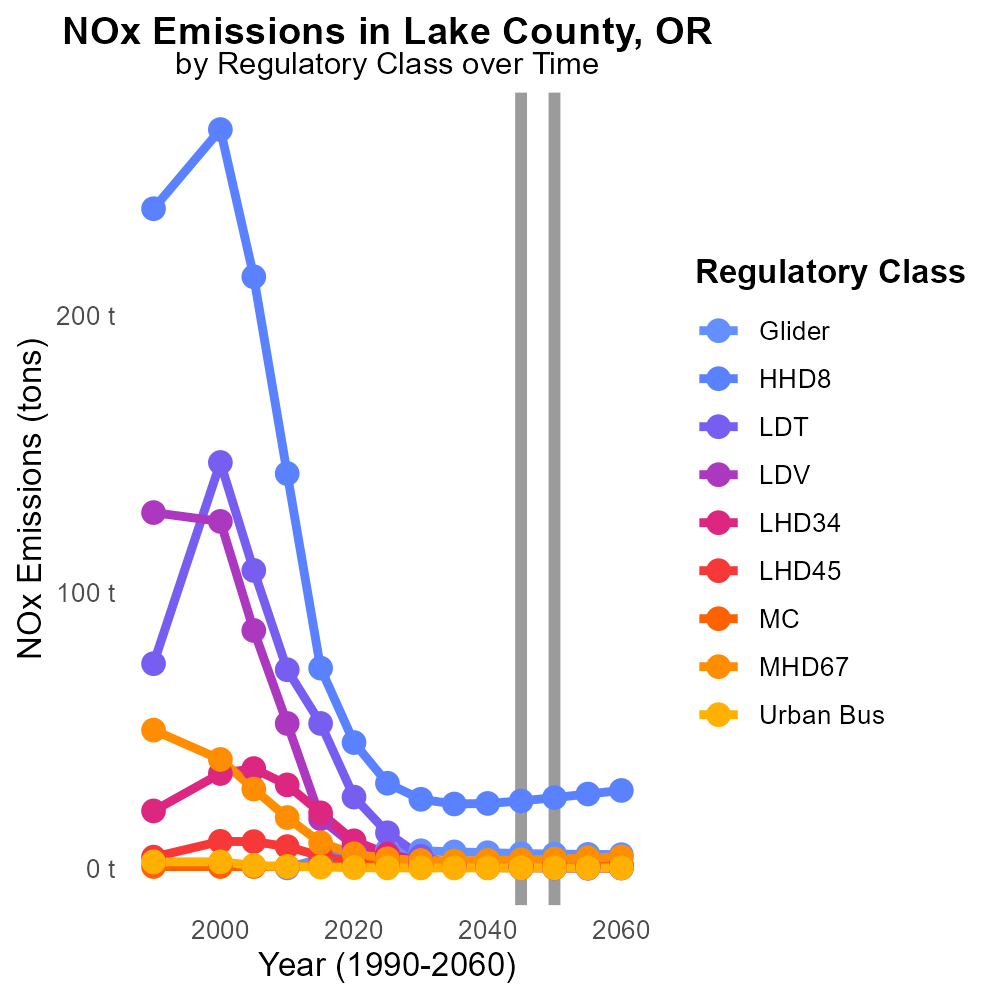 NOx Emissions in Lake County, OR
by Regulatory Class over Time
NOx Emissions (tons)
200 t
100 t
0 t
2000
2020
2040
2060
Year (1990-2060)
Regulatory Class
Glider
HHD8
LDT
LDV
LHD34
LHD45
MC
MHD67
Urban Bus